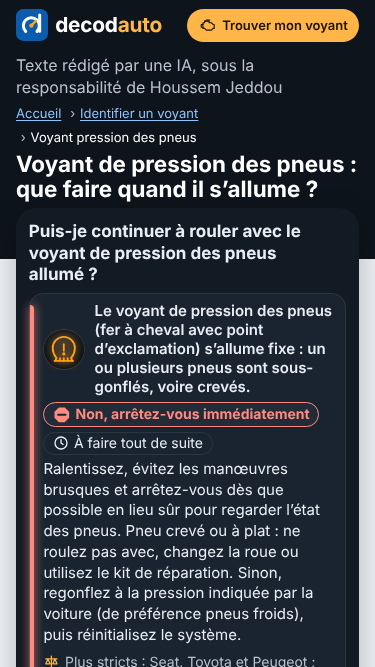 decodauto
Trouver mon voyant
Texte rédigé par une IA, sous la
responsabilité de Houssem Jeddou
Accueil › Identifier un voyant
› Voyant pression des pneus
Voyant de pression des pneus :
que faire quand il s’allume ?
Puis-je continuer à rouler avec le
voyant de pression des pneus
allumé ?
Le voyant de pression des pneus
(fer à cheval avec point
d’exclamation) s’allume fixe : un
ou plusieurs pneus sont sous-
gonflés, voire crevés.
Non, arrêtez-vous immédiatement
À faire tout de suite
Ralentissez, évitez les manœuvres
brusques et arrêtez-vous dès que
possible en lieu sûr pour regarder l’état
des pneus. Pneu crevé ou à plat : ne
roulez pas avec, changez la roue ou
utilisez le kit de réparation. Sinon,
regonflez à la pression indiquée par la
voiture (de préférence pneus froids),
puis réinitialisez le système.
Plus stricts : Seat, Toyota et Peugeot :